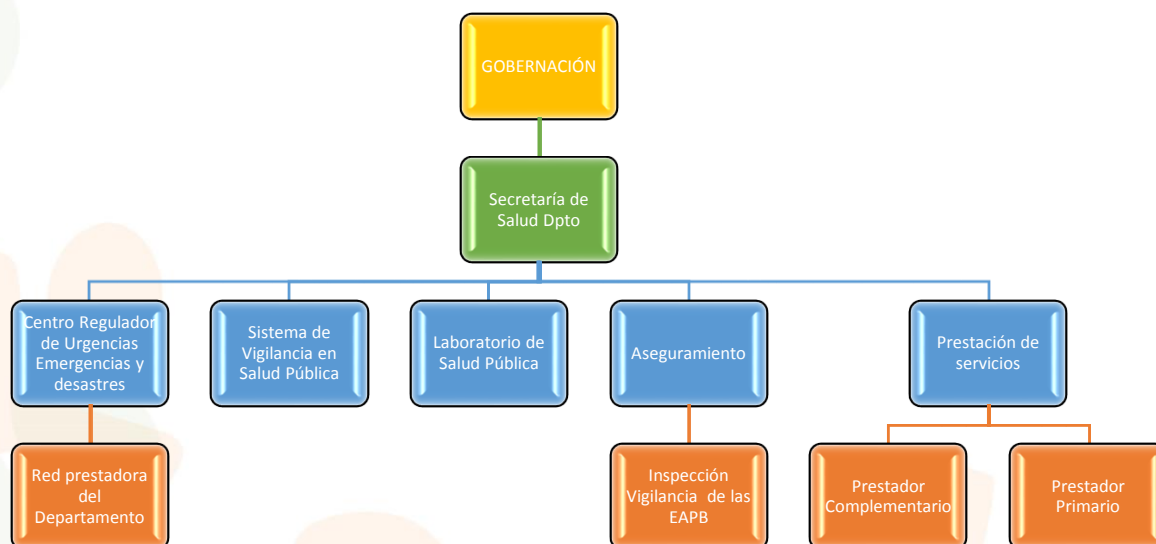 GOBERNACIÓN
Secretaría de
Salud Dpto
Centro Regulador
de Urgencias
Emergencias y
desastres
Sistema de
Vigilancia en
Salud Pública
Laboratorio de
Salud Pública
Aseguramiento
Prestación de
servicios
Red prestadora
del
Departamento
Inspección
Vigilancia de las
EAPB
Prestador
Complementario
Prestador
Primario